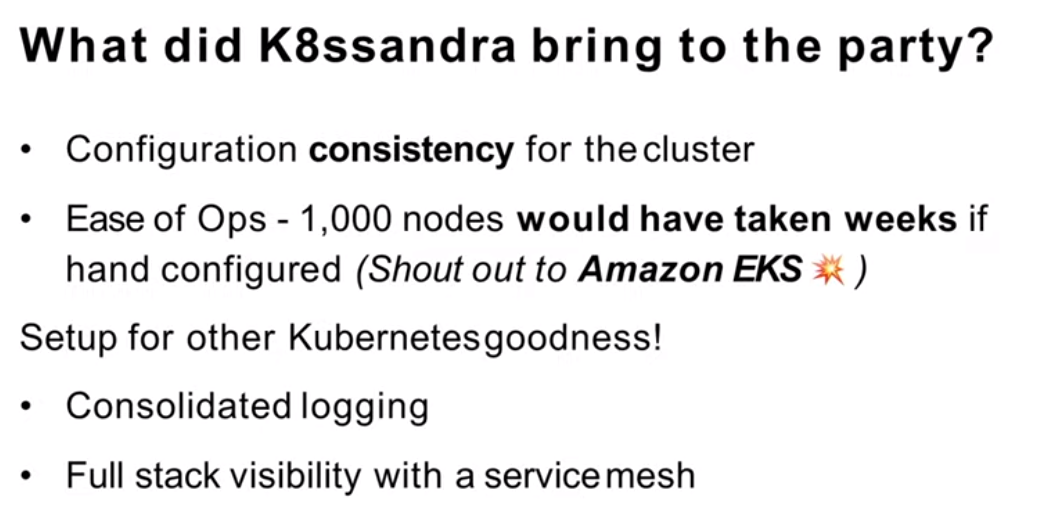 What did K8ssandra bring to the party?
• Configuration consistency for the cluster
• Ease of Ops - 1,000 nodes would have taken weeks if
hand configured (Shout out to Amazon EKS 💥 )
Setup for other Kubernetes goodness!
• Consolidated logging
• Full stack visibility with a service mesh